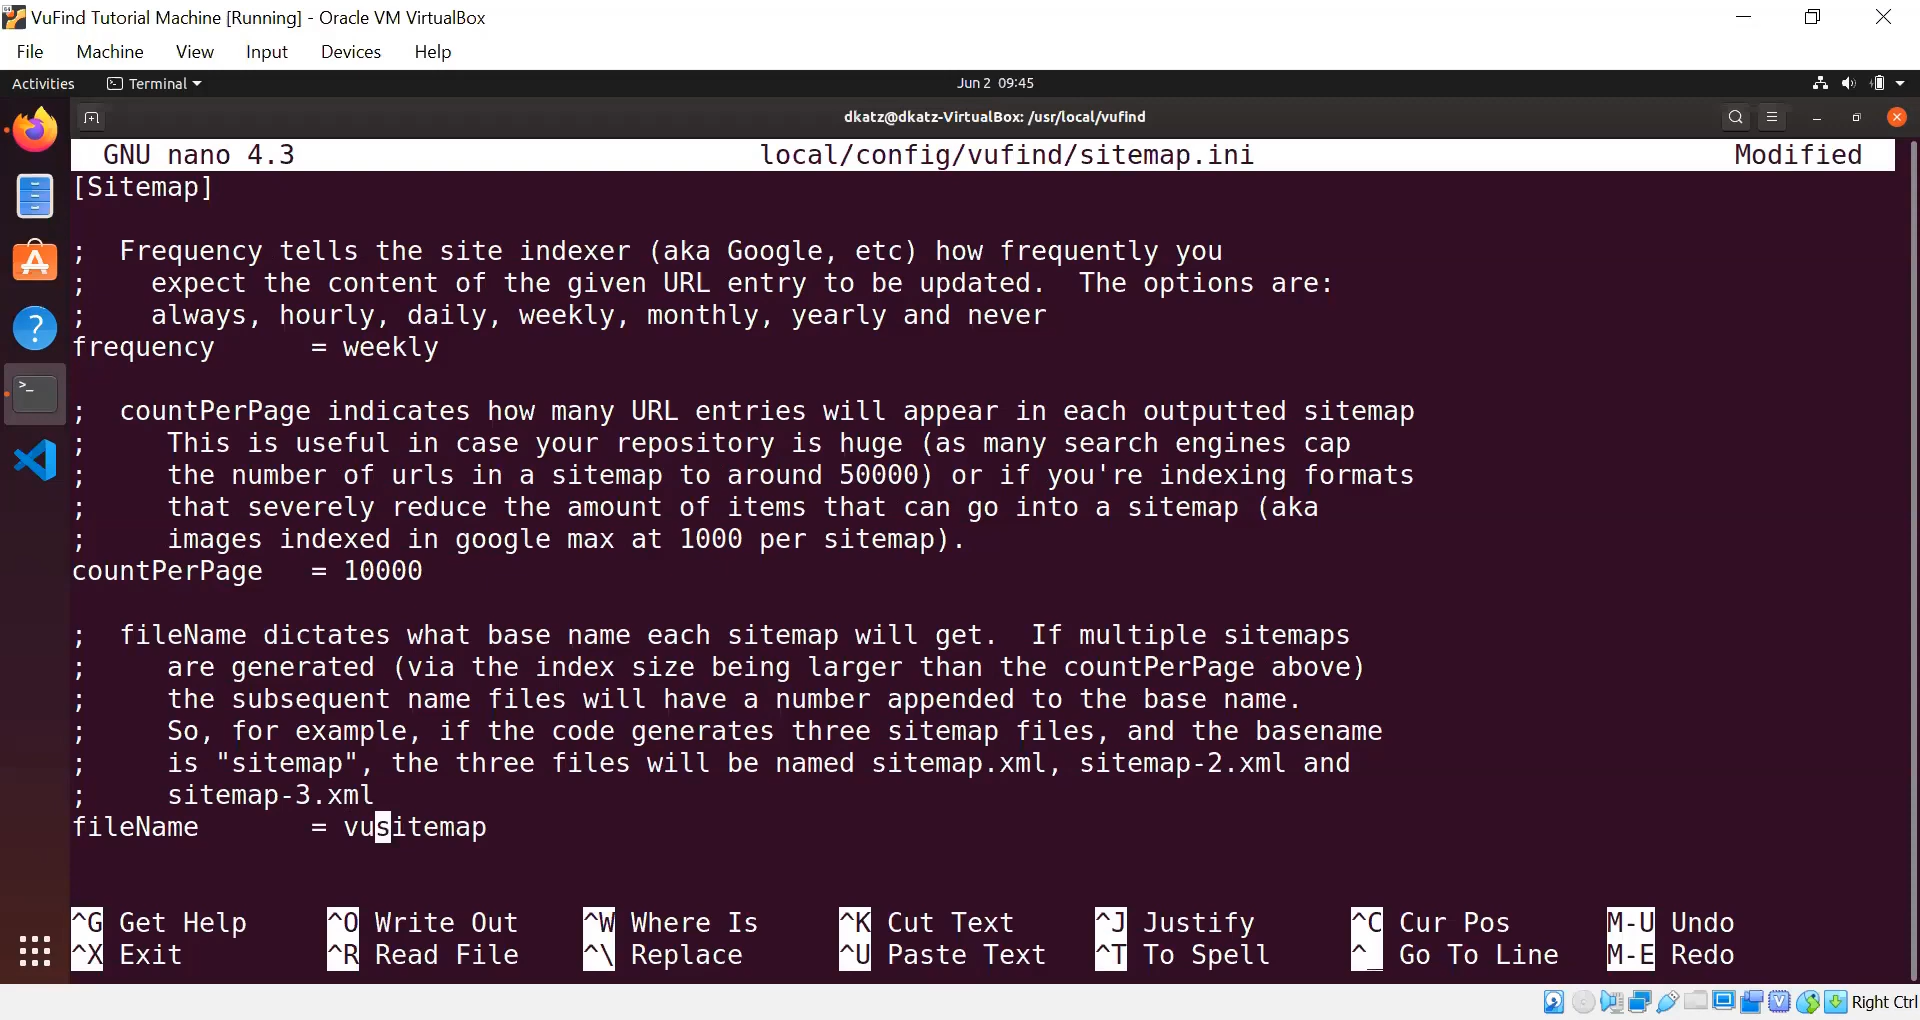 VuFind Tutorial Machine [Running] - Oracle VM VirtualBox
File Machine View Input Devices Help
Activities Terminal Jun 2 09:45
dkatz@dkatz-VirtualBox: /usr/local/vufind
GNU nano 4.3 local/config/vufind/sitemap.ini Modified
[Sitemap]
; Frequency tells the site indexer (aka Google, etc) how frequently you
; expect the content of the given URL entry to be updated. The options are:
; always, hourly, daily, weekly, monthly, yearly and never
frequency = weekly
; countPerPage indicates how many URL entries will appear in each outputted sitemap
; This is useful in case your repository is huge (as many search engines cap
; the number of urls in a sitemap to around 50000) or if you're indexing formats
; that severely reduce the amount of items that can go into a sitemap (aka
; images indexed in google max at 1000 per sitemap).
countPerPage = 10000
; fileName dictates what base name each sitemap will get. If multiple sitemaps
; are generated (via the index size being larger than the countPerPage above)
; the subsequent name files will have a number appended to the base name.
; So, for example, if the code generates three sitemap files, and the basename
; is "sitemap", the three files will be named sitemap.xml, sitemap-2.xml and
; sitemap-3.xml
fileName = vusitemap
^G Get Help ^O Write Out ^W Where Is ^K Cut Text ^J Justify ^C Cur Pos M-U Undo
^X Exit ^R Read File ^\ Replace ^U Paste Text ^T To Spell ^_ Go To Line M-E Redo
Right Ctrl